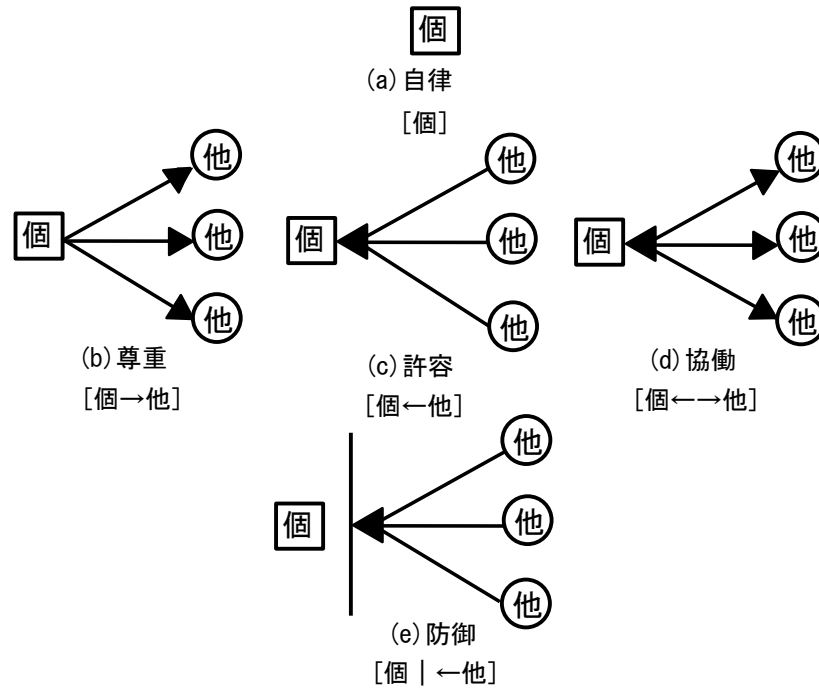 個
(a)自律
[個]
個
他
他
他
(b)尊重
[個→他]
個
他
他
他
(c)許容
[個←他]
個
他
他
他
(d)協働
[個←→他]
個
他
他
他
(e)防御
[個|←他]